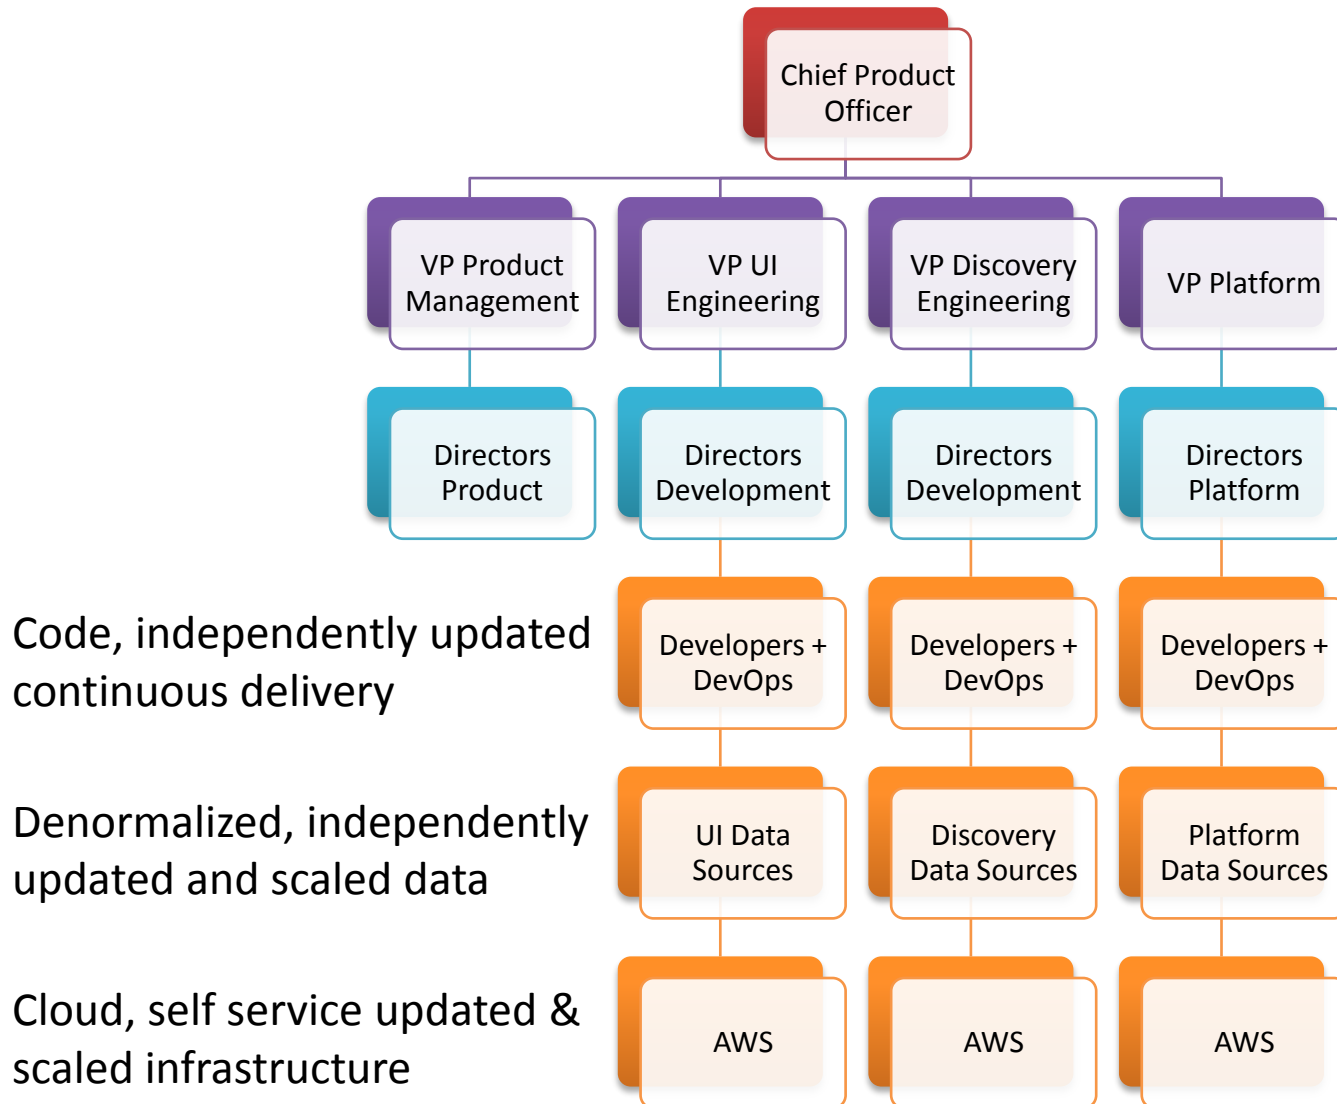 Chief Product
Officer
VP Product
Management
VP UI
Engineering
VP Discovery
Engineering
VP Platform
Directors
Product
Directors
Development
Directors
Development
Directors
Platform
Code, independently updated
continuous delivery
Developers +
DevOps
Developers +
DevOps
Developers +
DevOps
Denormalized, independently
updated and scaled data
UI Data
Sources
Discovery
Data Sources
Platform
Data Sources
Cloud, self service updated &
scaled infrastructure
AWS
AWS
AWS